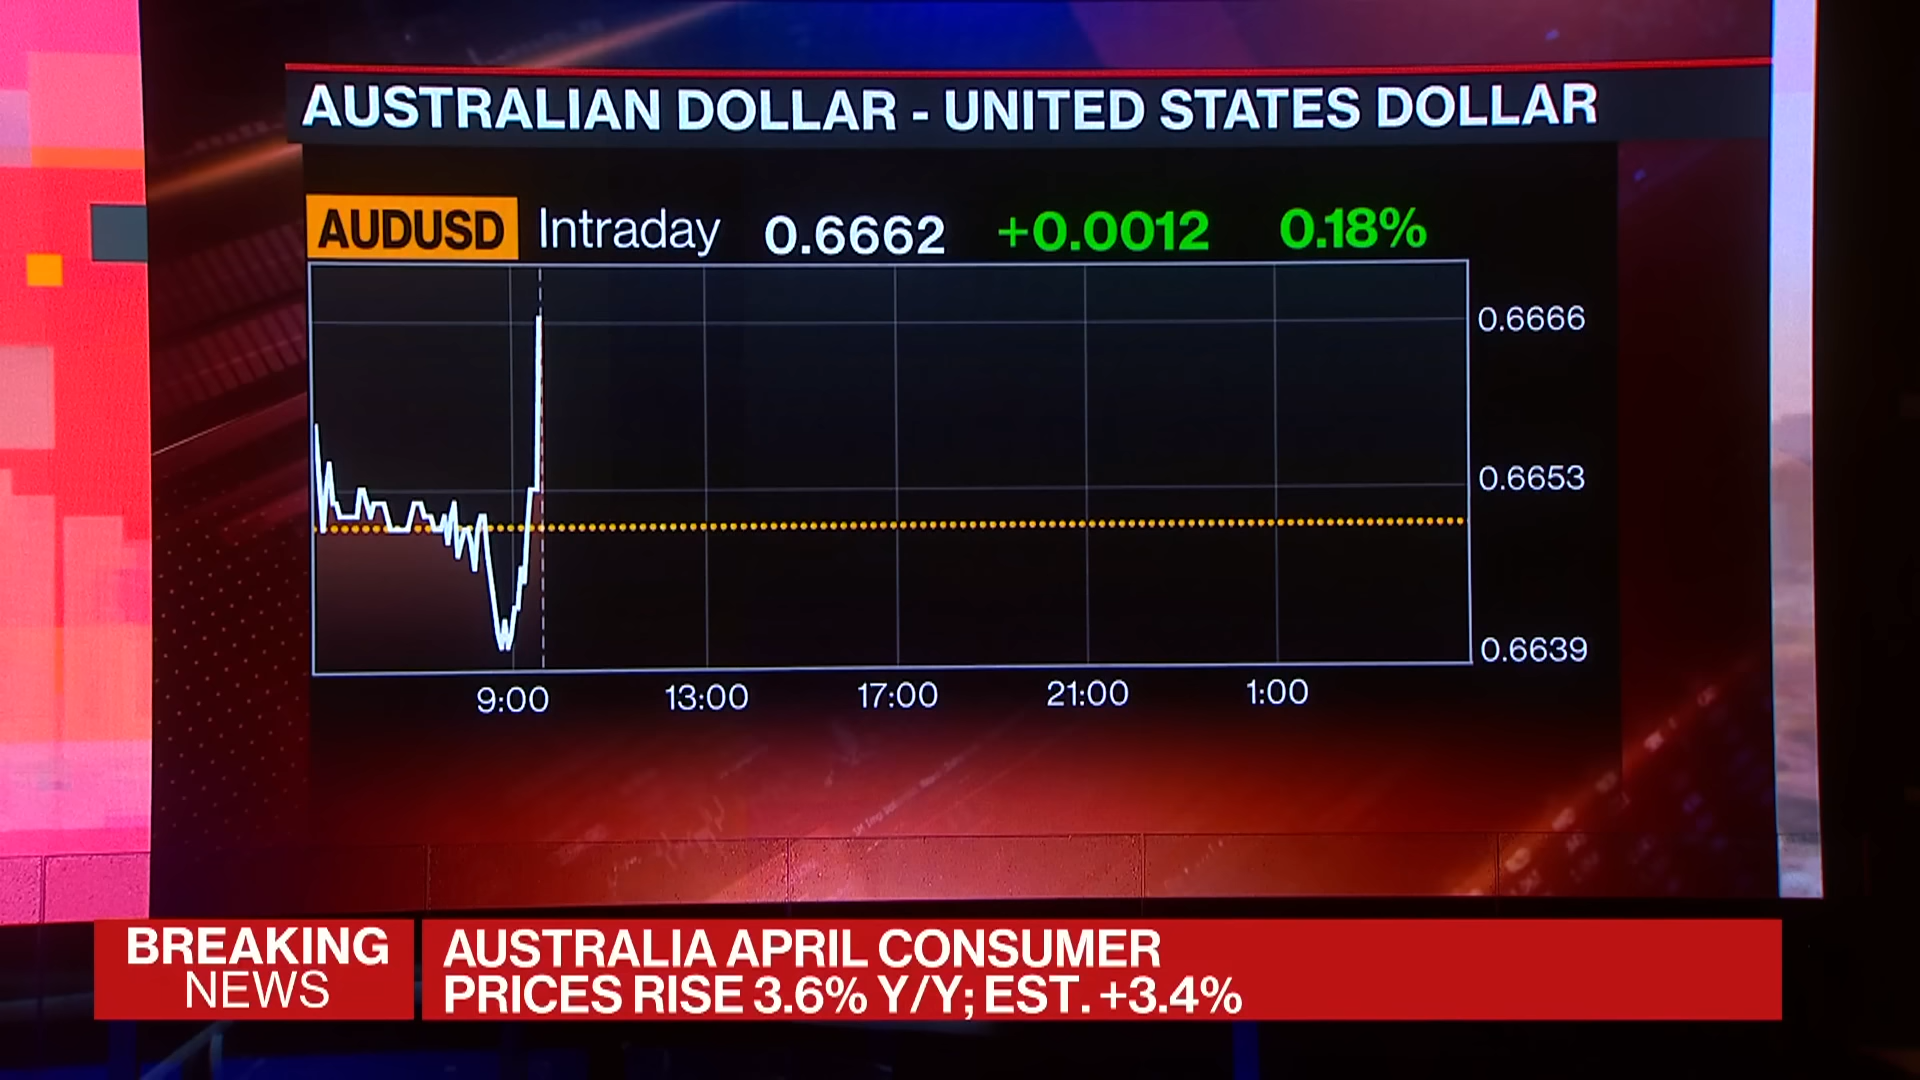 AUSTRALIAN DOLLAR - UNITED STATES DOLLAR
AUDUSD Intraday 0.6662 +0.0012 0.18%
0.6666
0.6653
0.6639
9:00 13:00 17:00 21:00 1:00
BREAKING NEWS
AUSTRALIA APRIL CONSUMER
PRICES RISE 3.6% Y/Y; EST. +3.4%